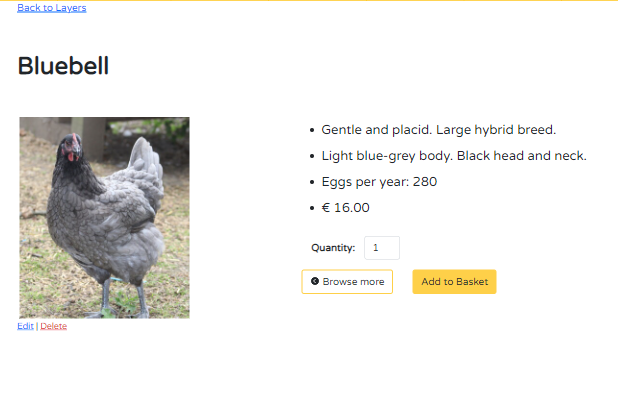 Back to Layers
Bluebell
Gentle and placid. Large hybrid breed.
Light blue-grey body. Black head and neck.
Eggs per year: 280
€ 16.00
Quantity: 1
Browse more Add to Basket
Edit | Delete